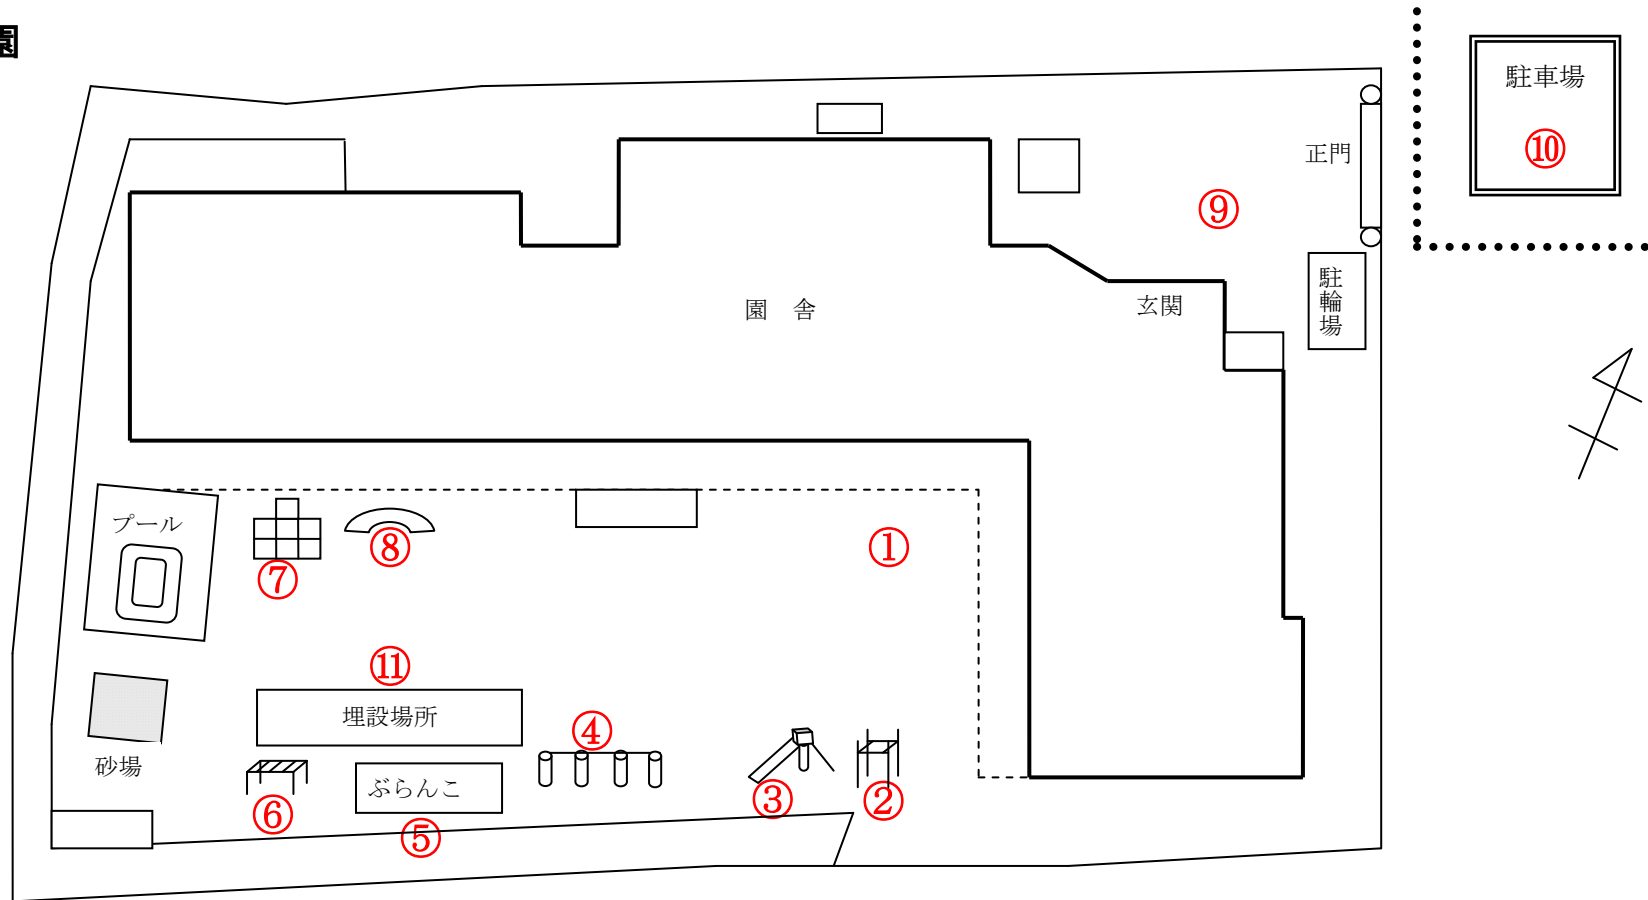 園
駐車場
⑩
正門
⑨
駐輪場
園 舎
玄関
プール
⑧
①
⑦
⑪
埋設場所
④
砂場
ぶらんこ
③
②
⑥
⑤